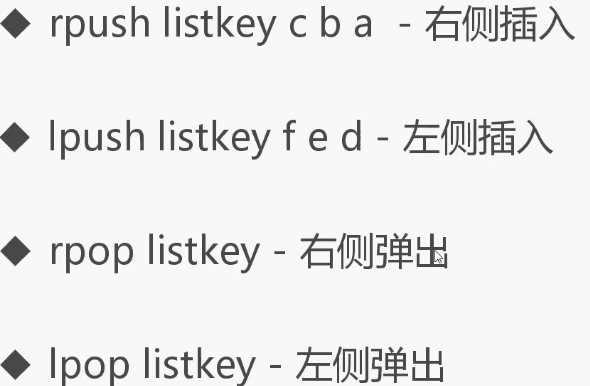 ◆ rpush listkey c b a - 右侧插入
◆ lpush listkey f e d - 左侧插入
◆ rpop listkey - 右侧弹出
◆ lpop listkey - 左侧弹出